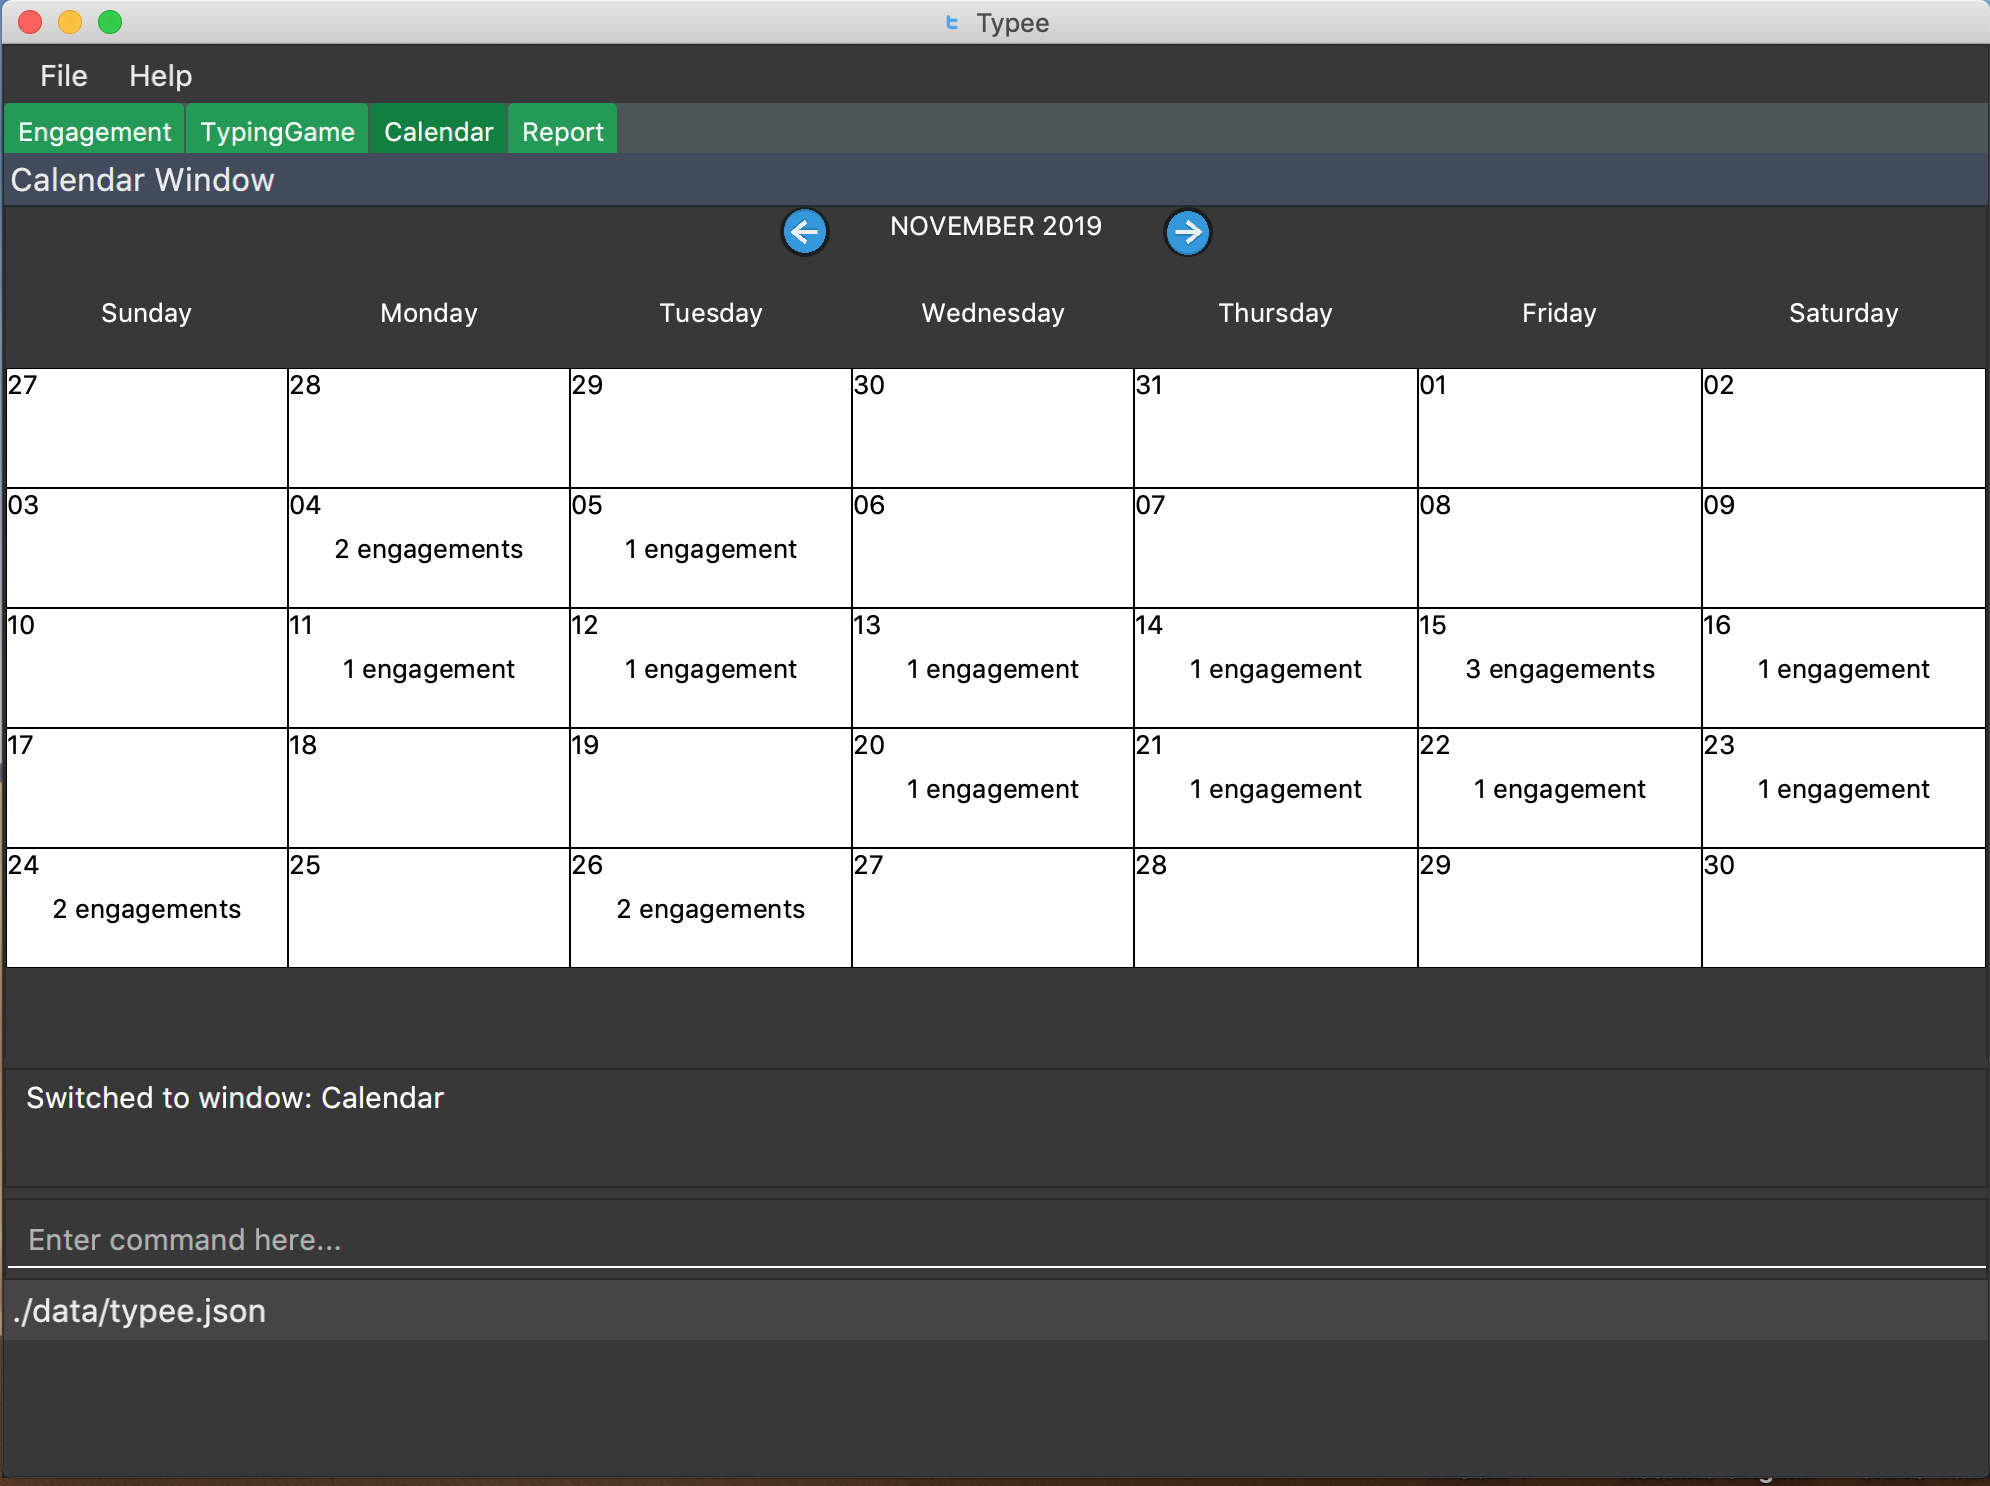 Typee
File Help
Engagement TypingGame Calendar Report
Calendar Window
NOVEMBER 2019
Sunday Monday Tuesday Wednesday Thursday Friday Saturday
27 28 29 30 31 01 02
03 04 05 06 07 08 09
2 engagements 1 engagement
10 11 12 13 14 15 16
1 engagement 1 engagement 1 engagement 1 engagement 3 engagements 1 engagement
17 18 19 20 21 22 23
1 engagement 1 engagement 1 engagement 1 engagement
24 25 26 27 28 29 30
2 engagements 2 engagements
Switched to window: Calendar
Enter command here...
./data/typee.json